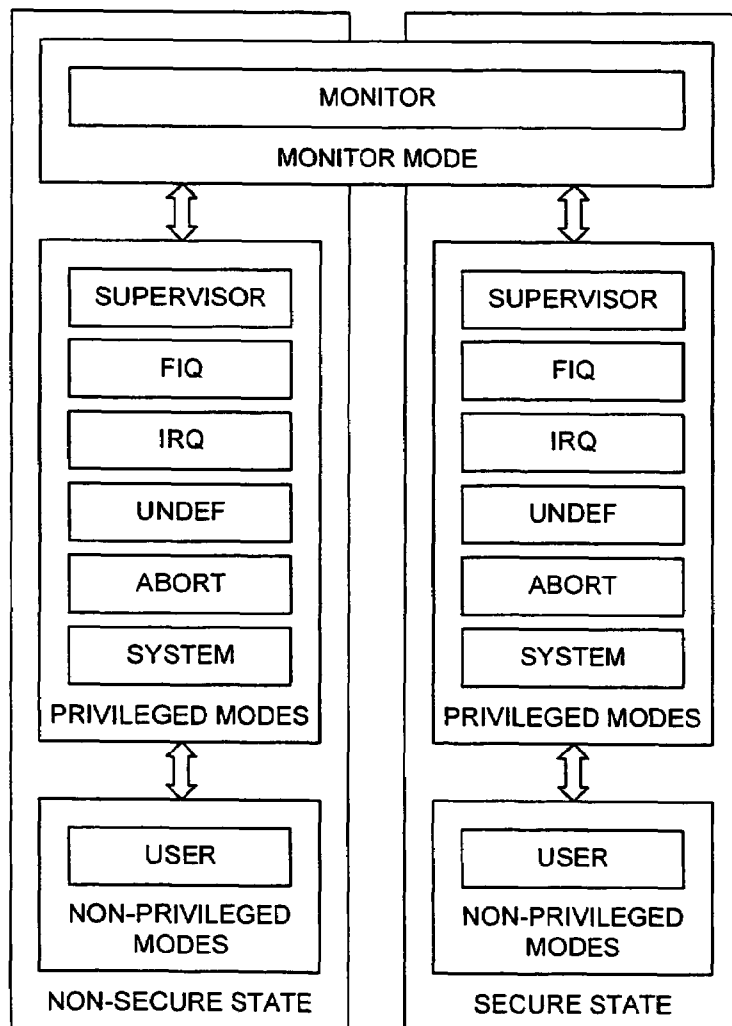 MONITOR
MONITOR MODE
SUPERVISOR
FIQ
IRQ
UNDEF
ABORT
SYSTEM
PRIVILEGED MODES
USER
NON-PRIVILEGED
MODES
NON-SECURE STATE
SUPERVISOR
FIQ
IRQ
UNDEF
ABORT
SYSTEM
PRIVILEGED MODES
USER
NON-PRIVILEGED
MODES
SECURE STATE